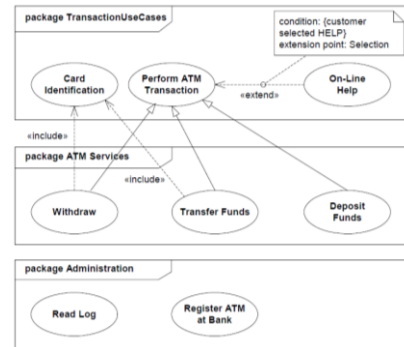 package TransactionUseCases
condition: {customer
selected HELP}
extension point: Selection
Card
Identification
Perform ATM
Transaction
On-Line
Help
«extend»
«include»
package ATM Services
«include»
Withdraw
Transfer Funds
Deposit
Funds
package Administration
Read Log
Register ATM
at Bank